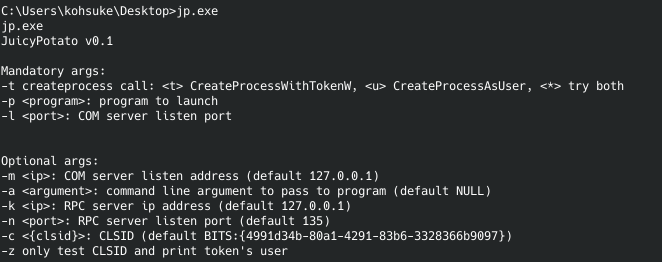 C:\Users\kohsuke\Desktop>jp.exe
jp.exe
JuicyPotato v0.1
Mandatory args:
-t createprocess call: <t> CreateProcessWithTokenW, <u> CreateProcessAsUser, <*> try both
-p <program>: program to launch
-l <port>: COM server listen port
Optional args:
-m <ip>: COM server listen address (default 127.0.0.1)
-a <argument>: command line argument to pass to program (default NULL)
-k <ip>: RPC server ip address (default 127.0.0.1)
-n <port>: RPC server listen port (default 135)
-c <{clsid}>: CLSID (default BITS:{4991d34b-80a1-4291-83b6-3328366b9097})
-z only test CLSID and print token's user